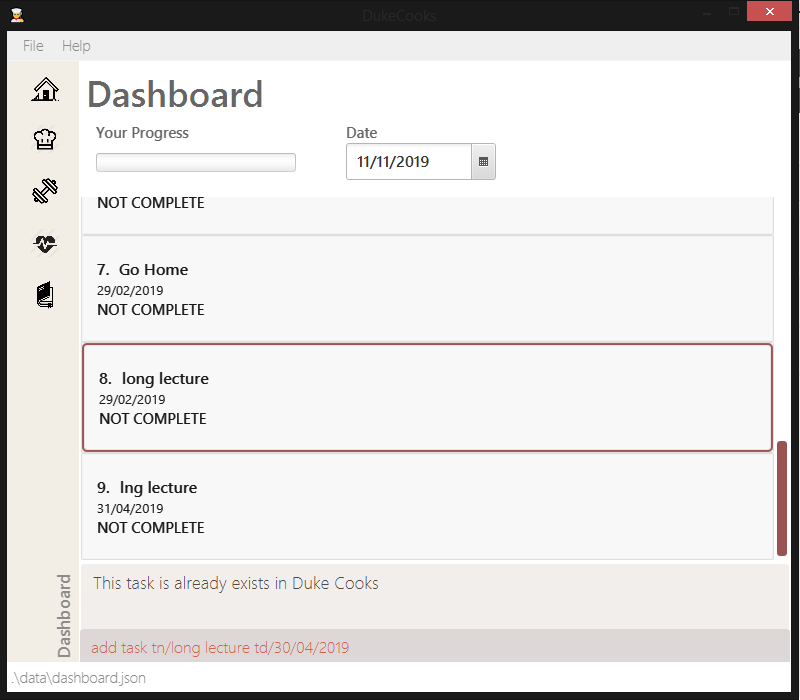 DukeCooks
File Help
Dashboard
Your Progress Date
11/11/2019
NOT COMPLETE
7. Go Home
29/02/2019
NOT COMPLETE
8. long lecture
29/02/2019
NOT COMPLETE
9. lng lecture
31/04/2019
NOT COMPLETE
Dashboard
This task is already exists in Duke Cooks
add task tn/long lecture td/30/04/2019
.\data\dashboard.json